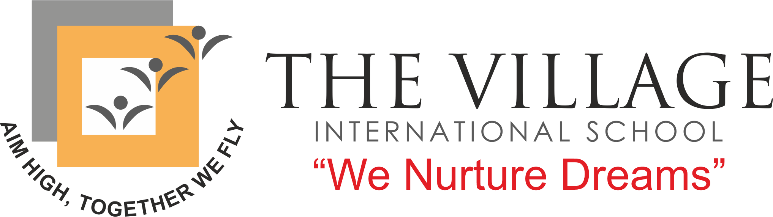 AIM HIGH, TOGETHER WE FLY
THE VILLAGE
INTERNATIONAL SCHOOL
“We Nurture Dreams”